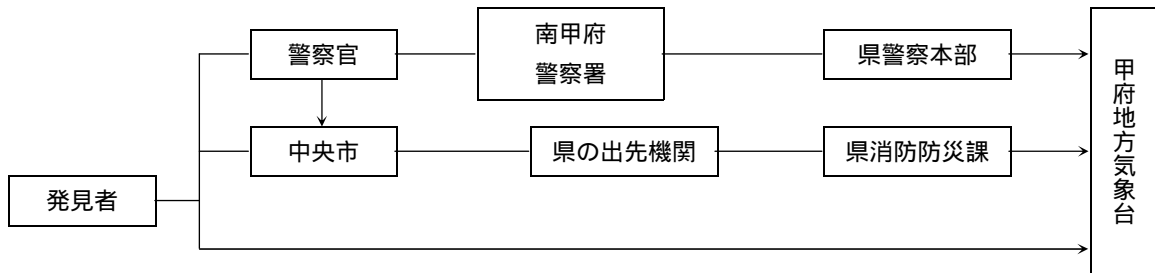 警察官
南甲府
警察署
県警察本部
中央市
県の出先機関
県消防防災課
発見者
甲府地方気象台